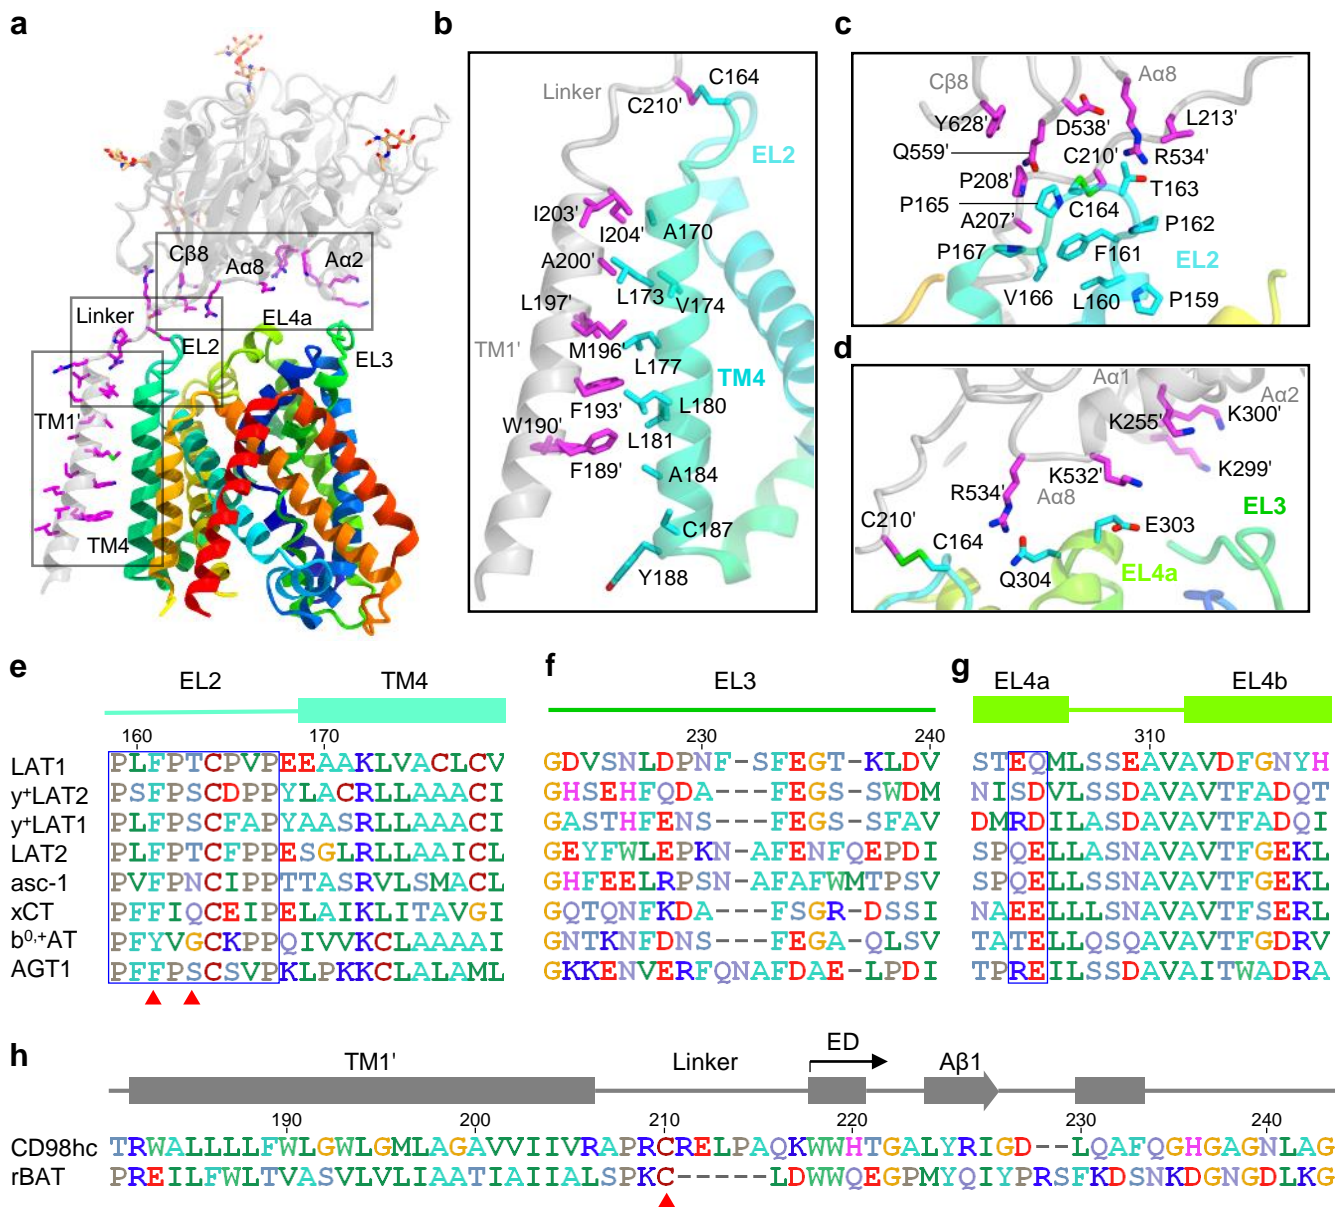 a
Cβ8
Aα8
Aα2
Linker
EL2
EL4a
EL3
TM1'
TM4
b
Linker
C164
C210'
EL2
I203'
I204'
A170
A200'
L173
V174
L197'
TM1'
M196'
L177
TM4
F193'
L180
W190'
L181
F189'
A184
C187
Y188
c
Cβ8
Aα8
Y628'
D538'
L213'
Q559'
C210'
R534'
P208'
T163
P165
C164
A207'
P162
P167
F161
EL2
V166
L160
P159
d
Aα1
Aα2
K255'
K300'
K532'
K299'
R534'
Aα8
EL3
C210'
E303
C164
Q304
EL4a
e
EL2 TM4
160 170
LAT1 PLFPTCPVPEEAAKLVACLCV
y+LAT2 PSFPSCDPPYLACRLLAAACI
y+LAT1 PLFPSCFAPYAASRLLAAACI
LAT2 PLFPTCFPPESGLRLLAAICL
asc-1 PVFPNCIPPTTASRVLSMACL
xCT PFFIQCEIPELAIKLITAVGI
b0,+AT PFYVGCKPPQIVVKCLAAAAI
AGT1 PFFPSCSVPKLPKKCLALAML
f
EL3
230 240
GDVSNLDPNF-SFEGT-KLDV
GHSEHFQDA---FEGS-SWDM
GASTHFENS---FEGS-SFAV
GEYFWLEPKN-AFENFQEPDI
GHFEELRPSN-AFAFWMTPSV
GQTQNFKDA---FSGR-DSSI
GNTKNFDNS---FEGA-QLSV
GKKENVERFQNAFDAE-LPDI
g
EL4a EL4b
310
STEQMLSSEAVAVDFGNYH
NISDVLSSDAVAVTFADQT
DMRDILASDAVAVTFADQI
SPQELLASNAVAVTFGEKL
SPQELLSSNAVAVTFGEKL
NAEELLLSNAVAVTFSERL
TATELLQSQAVAVTFGDRV
TPREILSSDAVAITWADRA
h
TM1' Linker ED Aβ1
190 200 210 220 230 240
CD98hc TRWALLLLFWLGWLGMLAGAVVIIVRAPRCRELPAQKWWHTGALYRIGD--LQAFQGHGAGNLAG
rBAT PREILFWLTVASVLVLIAATIAIIALSPKC-----LDWWQEGPMYQIYPRSFKDSNKDGNGDLKG